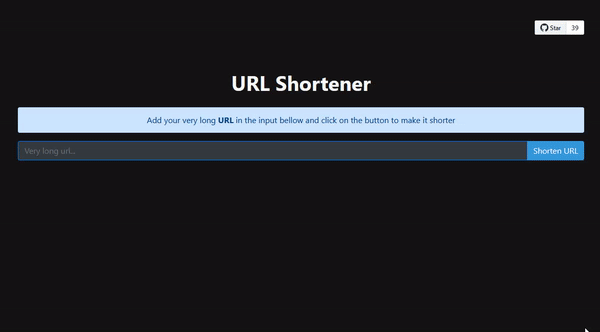 Star 39
URL Shortener
Add your very long URL in the input bellow and click on the button to make it shorter
Very long url... Shorten URL